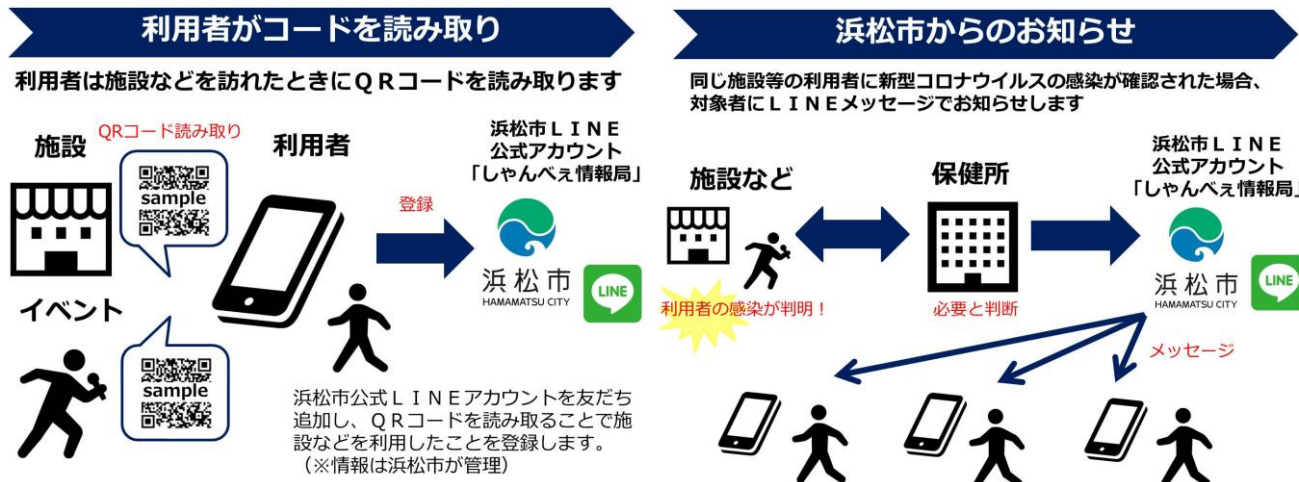 利用者がコードを読み取り
利用者は施設などを訪れたときにＱＲコードを読み取ります
QRコード読み取り
施設
sample
利用者
浜松市ＬＩＮＥ
公式アカウント
「しゃんべぇ情報局」
登録
浜松市
HAMAMATSU CITY
LINE
イベント
sample
浜松市公式ＬＩＮＥアカウントを友だち
追加し、ＱＲコードを読み取ることで施
設などを利用したことを登録します。
（※情報は浜松市が管理）
浜松市からのお知らせ
同じ施設等の利用者に新型コロナウイルスの感染が確認された場合、
対象者にＬＩＮＥメッセージでお知らせします
施設など
保健所
浜松市ＬＩＮＥ
公式アカウント
「しゃんべぇ情報局」
浜松市
HAMAMATSU CITY
LINE
利用者の感染が判明！
必要と判断
メッセージ